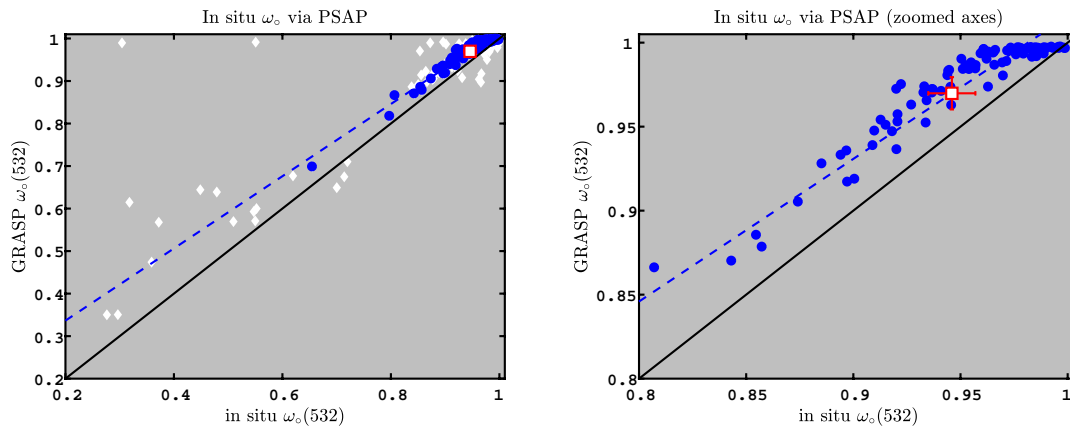 In situ ω∘ via PSAP
1
0.9
0.8
0.7
0.6
0.5
0.4
0.3
0.2
GRASP ω∘(532)
0.2 0.4 0.6 0.8 1
in situ ω∘(532)
In situ ω∘ via PSAP (zoomed axes)
1
0.95
0.9
0.85
0.8
GRASP ω∘(532)
0.8 0.85 0.9 0.95 1
in situ ω∘(532)